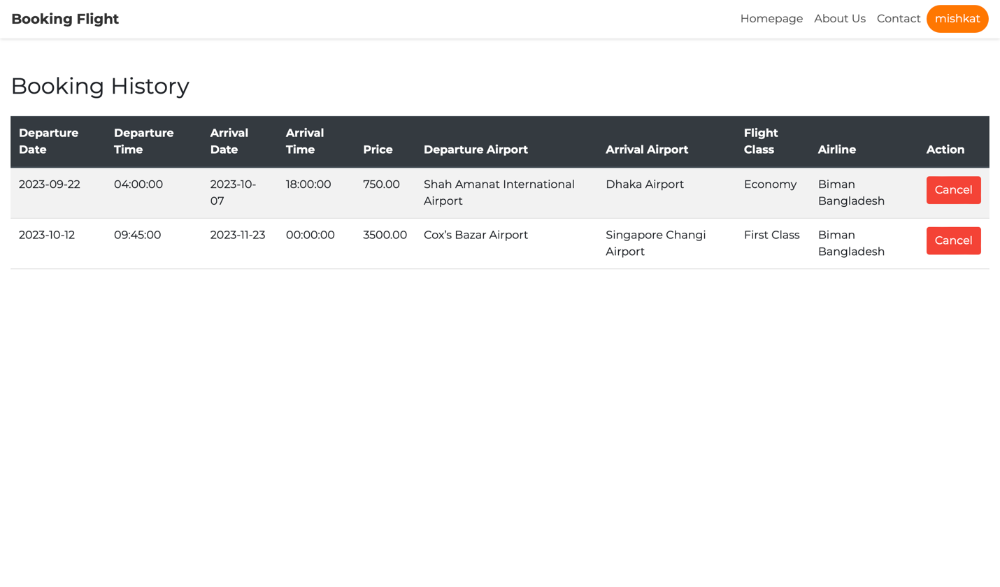 Booking Flight
Homepage About Us Contact mishkat
Booking History
Departure Date Departure Time Arrival Date Arrival Time Price Departure Airport Arrival Airport Flight Class Airline Action
2023-09-22 04:00:00 2023-10-07 18:00:00 750.00 Shah Amanat International Airport Dhaka Airport Economy Biman Bangladesh Cancel
2023-10-12 09:45:00 2023-11-23 00:00:00 3500.00 Cox’s Bazar Airport Singapore Changi Airport First Class Biman Bangladesh Cancel